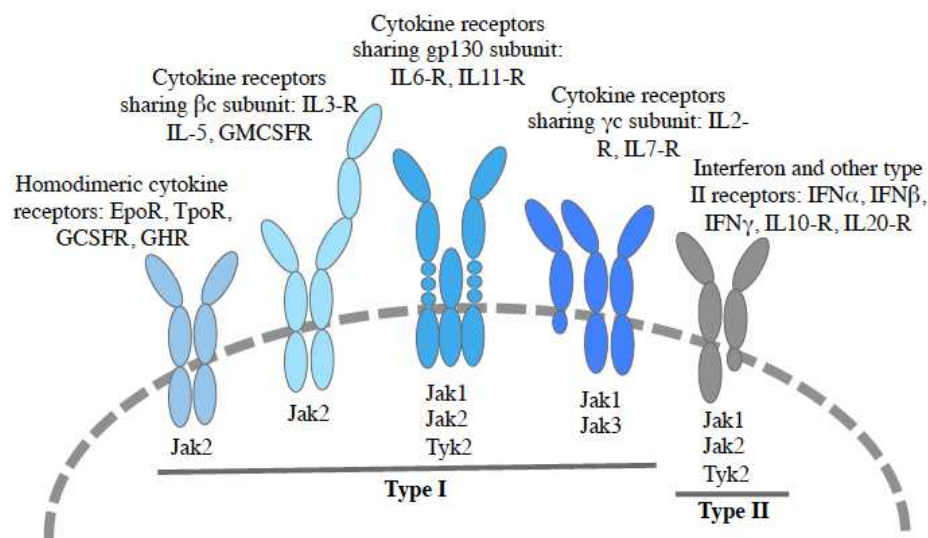 Cytokine receptors
sharing gp130 subunit:
IL6-R, IL11-R
Cytokine receptors
sharing βc subunit: IL3-R
IL-5, GMCSFR
Cytokine receptors
sharing γc subunit: IL2-
R, IL7-R
Homodimeric cytokine
receptors: EpoR, TpoR,
GCSFR, GHR
Interferon and other type
II receptors: IFNα, IFNβ,
IFNγ, IL10-R, IL20-R
Jak2
Jak2
Jak1
Jak2
Tyk2
Jak1
Jak3
Jak1
Jak2
Tyk2
Type I
Type II